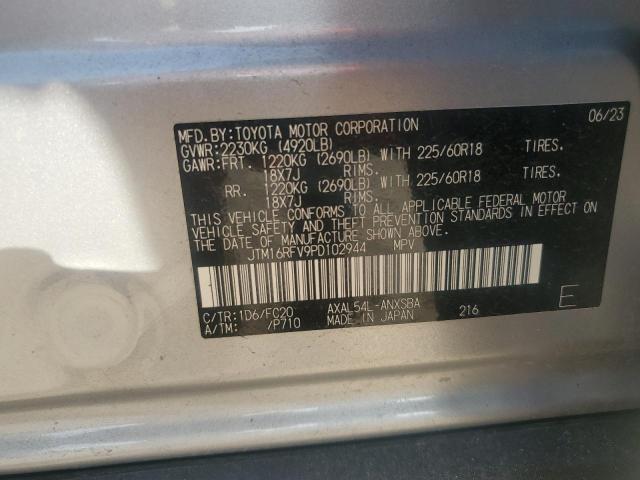 06/23
MFD.BY:TOYOTA MOTOR CORPORATION
GVWR:2230KG (4920LB)
GAWR:FRT. 1220KG (2690LB) WITH 225/60R18 TIRES.
18X7J RIMS.
RR. 1220KG (2690LB) WITH 225/60R18 TIRES.
18X7J RIMS.
THIS VEHICLE CONFORMS TO ALL APPLICABLE FEDERAL MOTOR
VEHICLE SAFETY AND THEFT PREVENTION STANDARDS IN
EFFECT ON THE DATE OF MANUFACTURE SHOWN ABOVE.
JTM16RFV9PD102944 MPV
C/TR:1D6/FC20 AXAL54L-ANXSBA 216 E
A/TM: /P710 MADE IN JAPAN